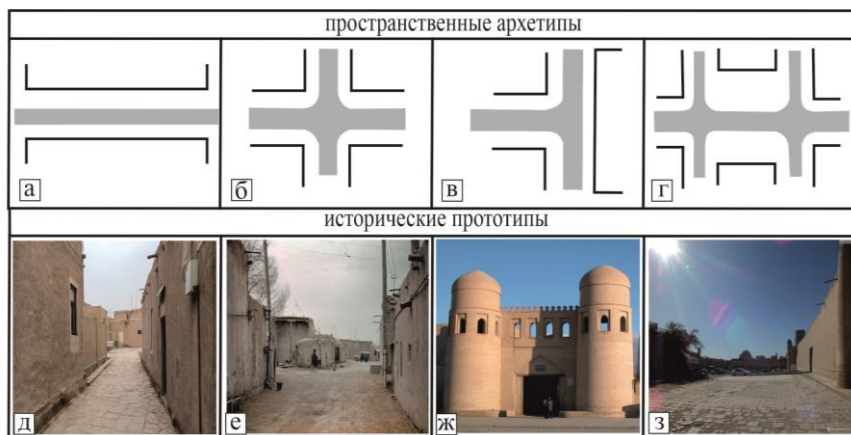 пространственные архетипы
а
б
в
г
исторические прототипы
д
е
ж
з